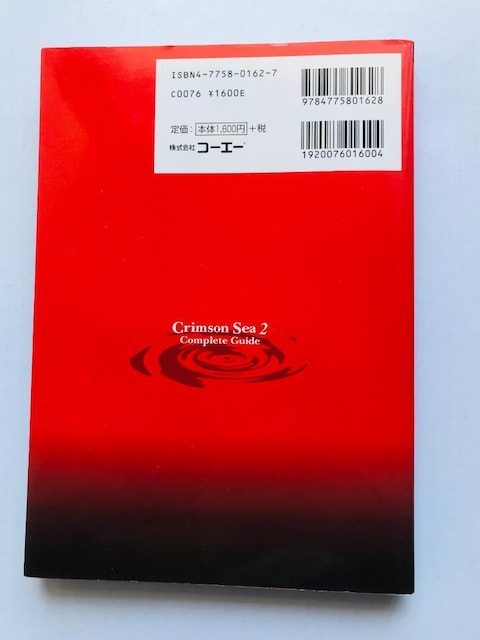 ISBN4-7758-0162-7
C0076 ¥1600E
定価：本体1,600円+税
株式会社 コーエー
9784775801628
1920076016004
Crimson Sea 2
Complete Guide